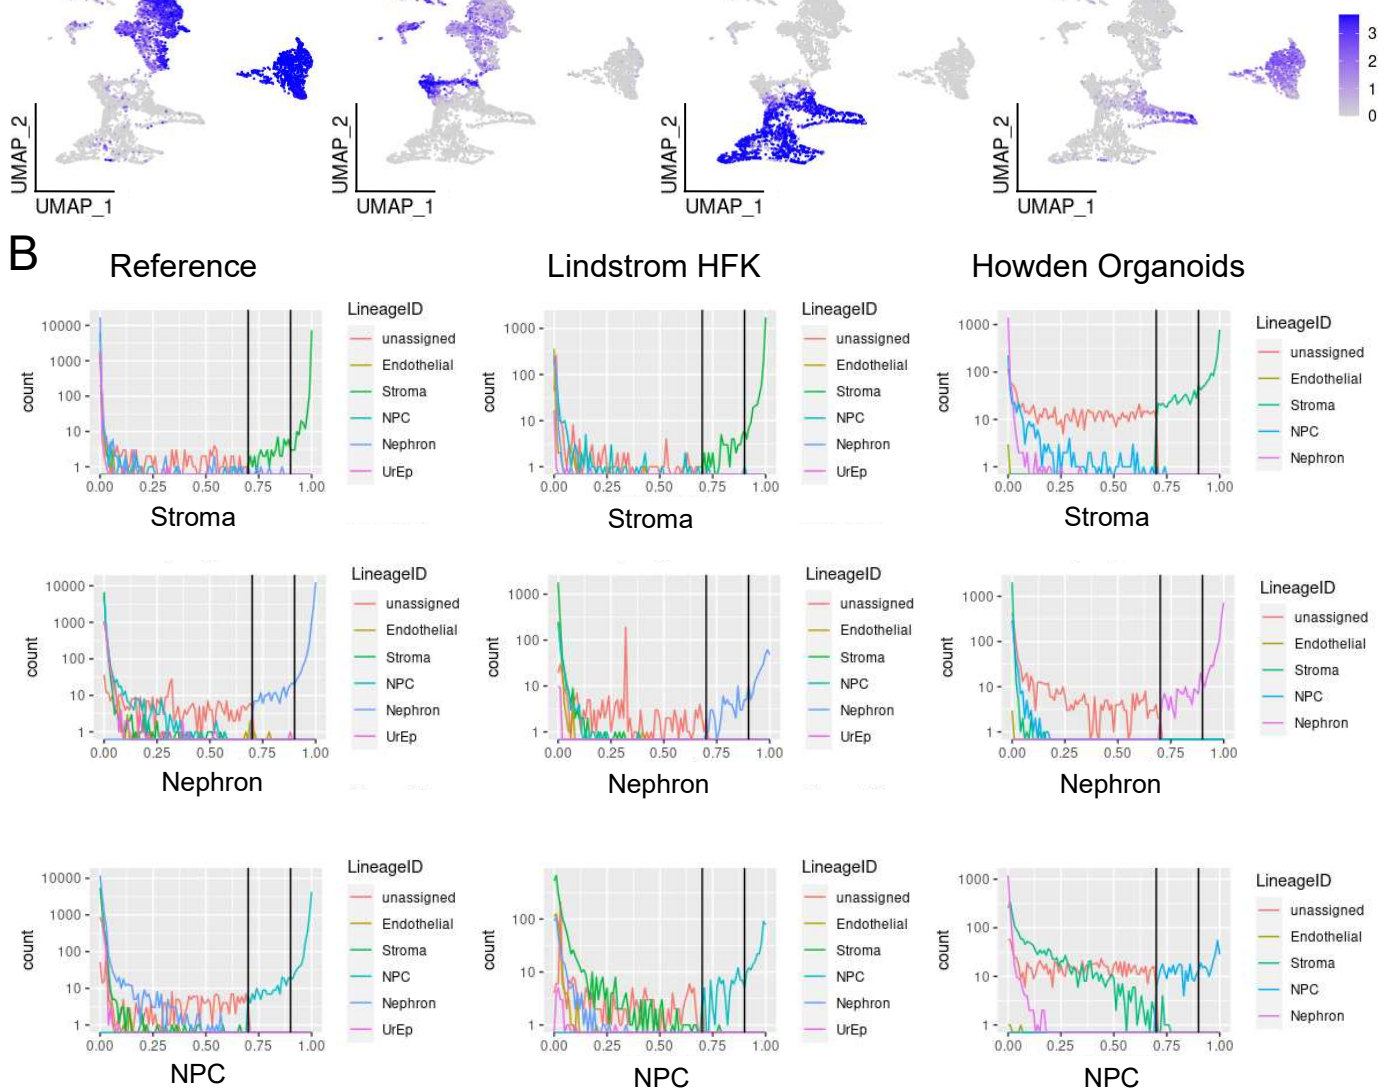 3
2
1
0
UMAP_2
UMAP_1
UMAP_2
UMAP_1
UMAP_2
UMAP_1
UMAP_2
UMAP_1
B
Reference
Lindstrom HFK
Howden Organoids
count
10000
1000
100
10
1
0.00 0.25 0.50 0.75 1.00
Stroma
LineageID
unassigned
Endothelial
Stroma
NPC
Nephron
UrEp
count
1000
100
10
1
0.00 0.25 0.50 0.75 1.00
Stroma
LineageID
unassigned
Endothelial
Stroma
NPC
Nephron
UrEp
count
1000
100
10
1
0.00 0.25 0.50 0.75 1.00
Stroma
LineageID
unassigned
Endothelial
Stroma
NPC
Nephron
count
10000
1000
100
10
1
0.00 0.25 0.50 0.75 1.00
Nephron
LineageID
unassigned
Endothelial
Stroma
NPC
Nephron
UrEp
count
1000
100
10
1
0.00 0.25 0.50 0.75 1.00
Nephron
LineageID
unassigned
Endothelial
Stroma
NPC
Nephron
UrEp
count
1000
100
10
1
0.00 0.25 0.50 0.75 1.00
Nephron
LineageID
unassigned
Endothelial
Stroma
NPC
Nephron
count
10000
1000
100
10
1
0.00 0.25 0.50 0.75 1.00
NPC
LineageID
unassigned
Endothelial
Stroma
NPC
Nephron
UrEp
count
100
10
1
0.00 0.25 0.50 0.75 1.00
NPC
LineageID
unassigned
Endothelial
Stroma
NPC
Nephron
UrEp
count
1000
100
10
1
0.00 0.25 0.50 0.75 1.00
NPC
LineageID
unassigned
Endothelial
Stroma
NPC
Nephron